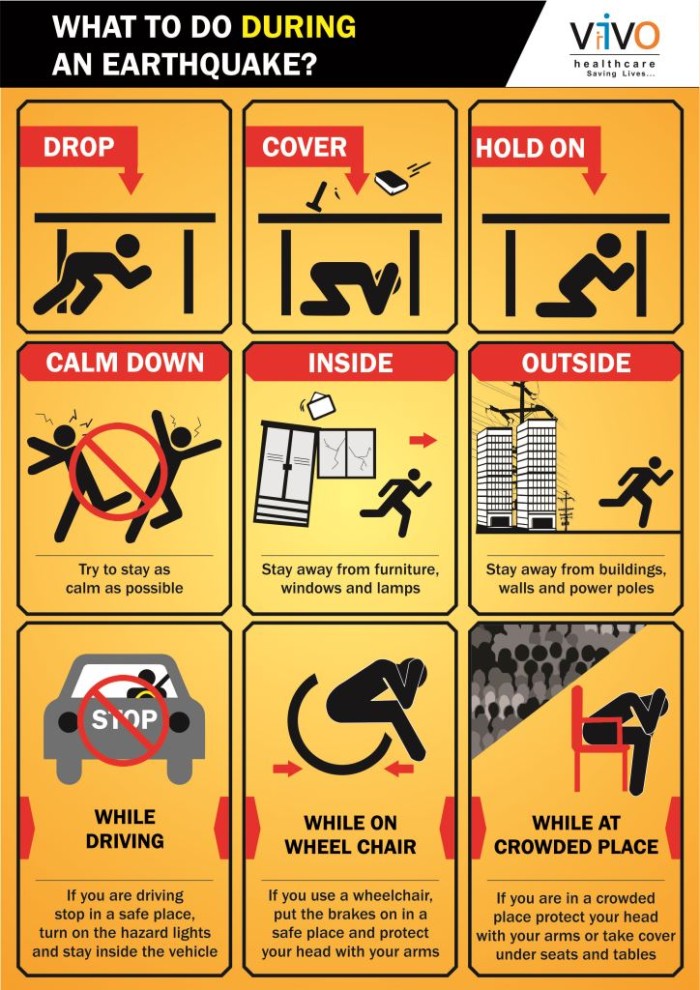 WHAT TO DO DURING
AN EARTHQUAKE?
ViiVO
healthcare
Saving Lives...
DROP
COVER
HOLD ON
CALM DOWN
Try to stay as
calm as possible
INSIDE
Stay away from furniture,
windows and lamps
OUTSIDE
Stay away from buildings,
walls and power poles
STOP
WHILE
DRIVING
If you are driving
stop in a safe place,
turn on the hazard lights
and stay inside the vehicle
WHILE ON
WHEEL CHAIR
If you use a wheelchair,
put the brakes on in a
safe place and protect
your head with your arms
WHILE AT
CROWDED PLACE
If you are in a crowded
place protect your head
with your arms or take cover
under seats and tables